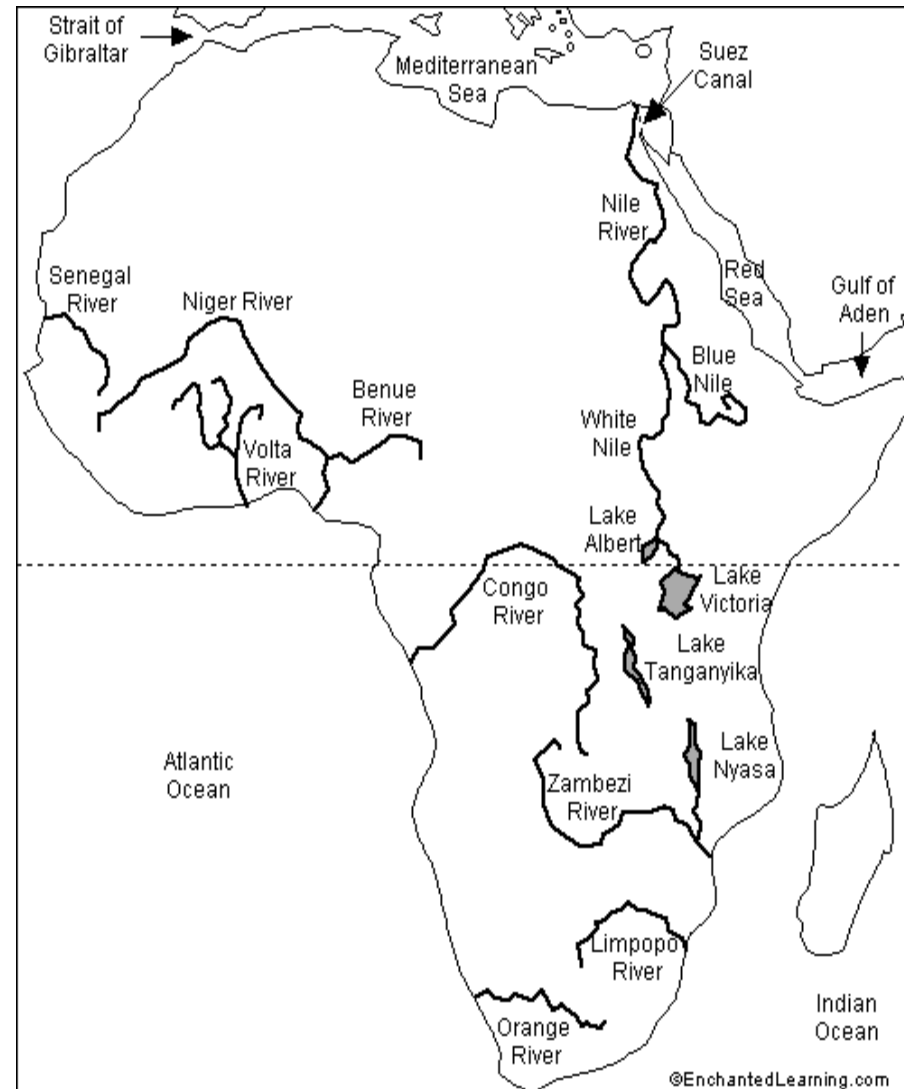 Strait of
Gibraltar
Mediterranean
Sea
Suez
Canal
Nile
River
Red
Sea
Gulf of
Aden
Senegal
River
Niger River
Blue
Nile
Benue
River
White
Nile
Volta
River
Lake
Albert
Congo
River
Lake
Victoria
Lake
Tanganyika
Atlantic
Ocean
Lake
Nyasa
Zambezi
River
Limpopo
River
Orange
River
Indian
Ocean
©EnchantedLearning.com